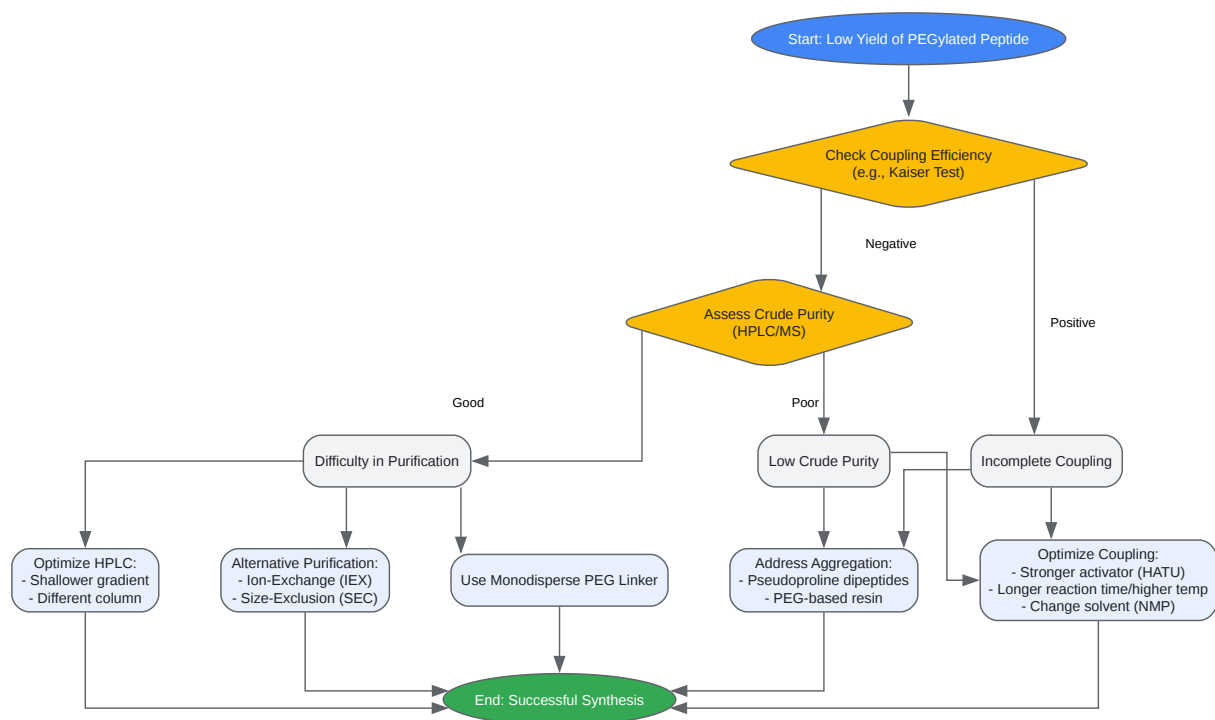 Start: Low Yield of PEGylated Peptide
Check Coupling Efficiency
(e.g., Kaiser Test)
Negative
Assess Crude Purity
(HPLC/MS)
Positive
Good
Poor
Difficulty in Purification
Low Crude Purity
Incomplete Coupling
Optimize HPLC:
- Shallower gradient
- Different column
Alternative Purification:
- Ion-Exchange (IEX)
- Size-Exclusion (SEC)
Use Monodisperse PEG Linker
Address Aggregation:
- Pseudoproline dipeptides
- PEG-based resin
Optimize Coupling:
- Stronger activator (HATU)
- Longer reaction time/higher temp
- Change solvent (NMP)
End: Successful Synthesis